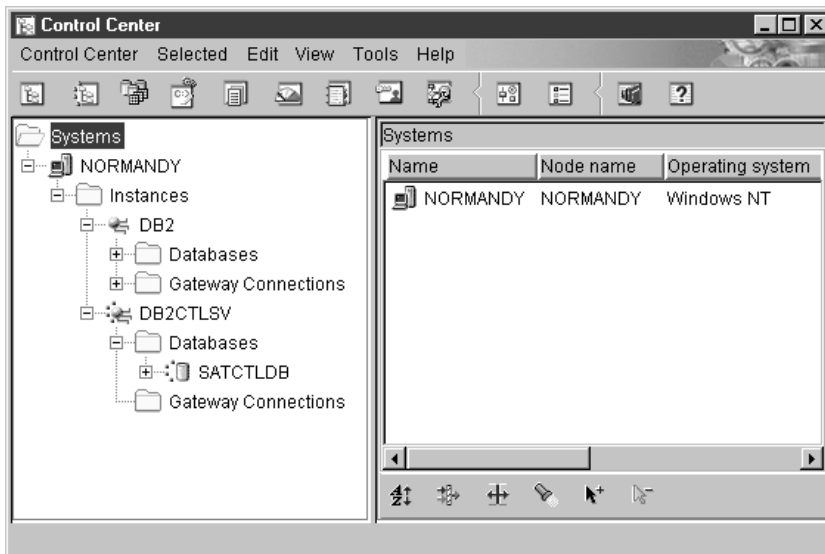 Control Center
Control Center Selected Edit View Tools Help
Systems
NORMANDY
Instances
DB2
Databases
Gateway Connections
DB2CTLSV
Databases
SATCTLDB
Gateway Connections
Systems
Name Node name Operating system
NORMANDY NORMANDY Windows NT